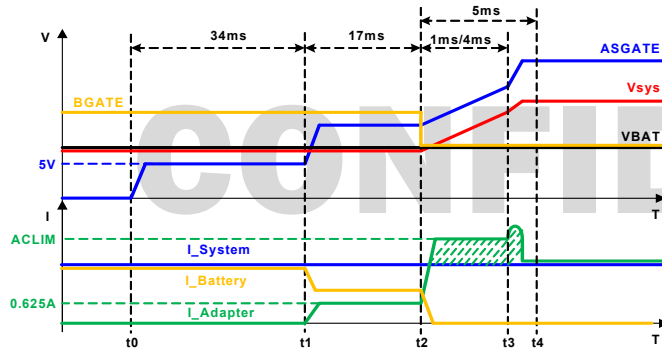 5ms
34ms
17ms
1ms/4ms
V
ASGATE
Vsys
BGATE
VBAT
5V
T
I
ACLIM
I_System
I_Battery
0.625A
I_Adapter
T
t0
t1
t2
t3
t4
CONFID